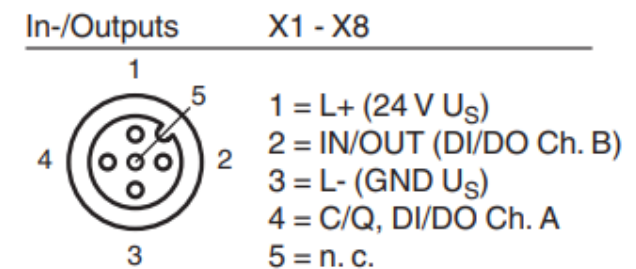 In-/Outputs X1 - X8
1
5
4
2
3
1 = L+ (24 V US)
2 = IN/OUT (DI/DO Ch. B)
3 = L- (GND US)
4 = C/Q, DI/DO Ch. A
5 = n. c.